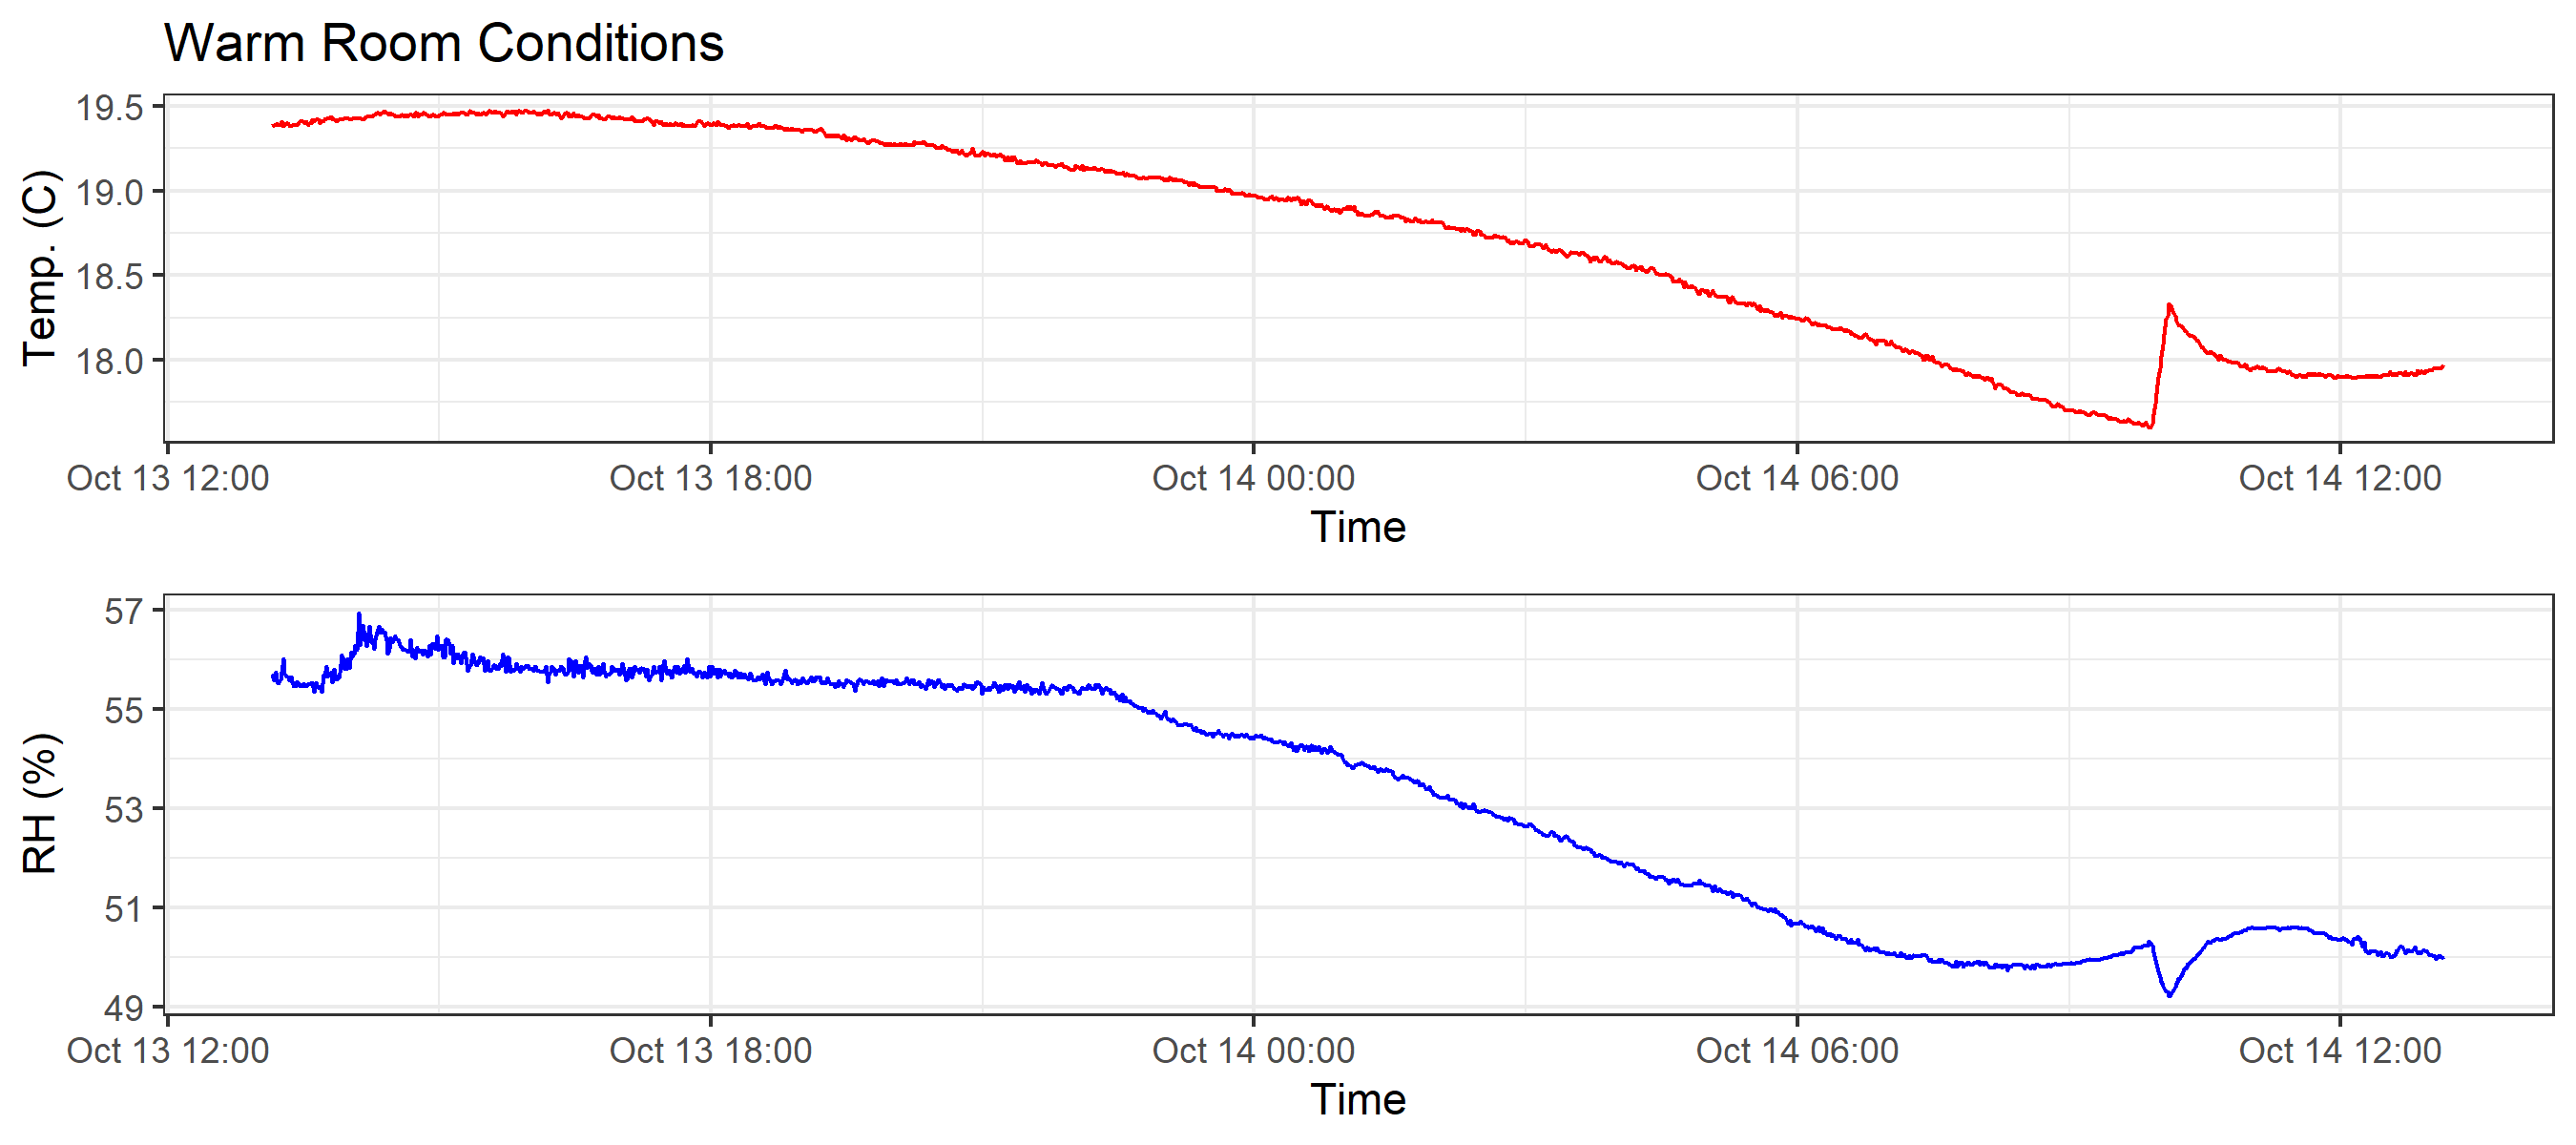 Warm Room Conditions
Temp. (C)
19.5
19.0
18.5
18.0
Oct 13 12:00 Oct 13 18:00 Oct 14 00:00 Oct 14 06:00 Oct 14 12:00
Time
RH (%)
57
55
53
51
49
Oct 13 12:00 Oct 13 18:00 Oct 14 00:00 Oct 14 06:00 Oct 14 12:00
Time